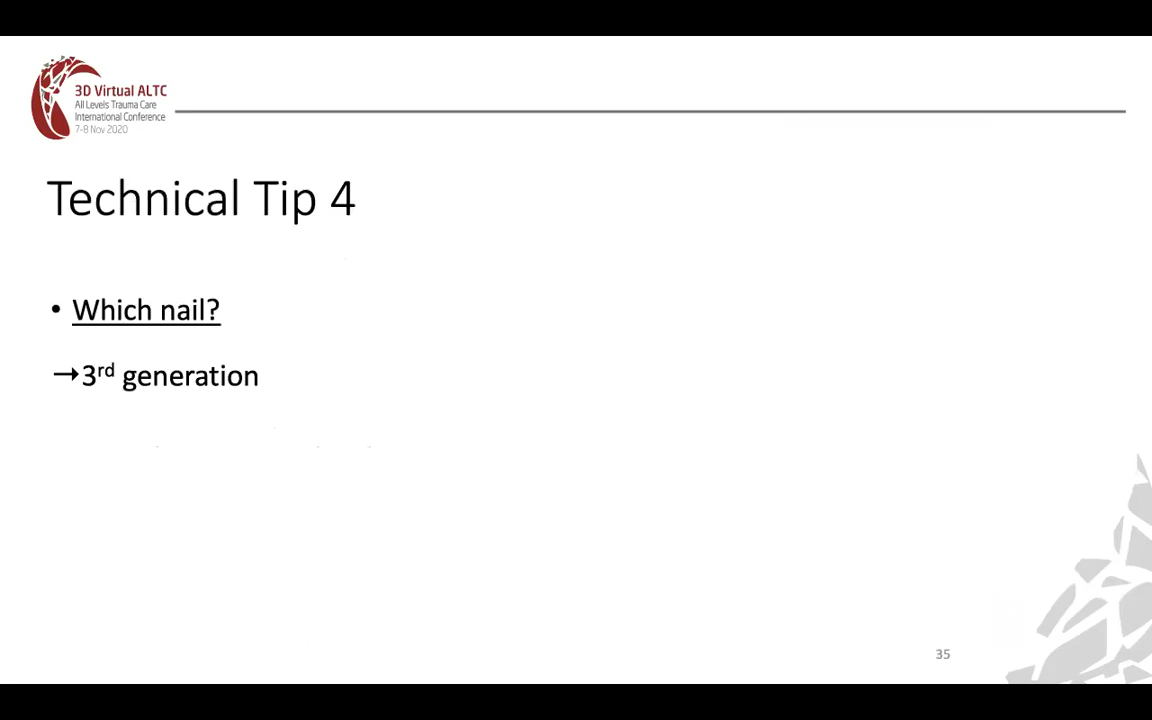 3D Virtual ALTC
All Levels Trauma Care
International Conference
7-8 Nov 2020
Technical Tip 4
• Which nail?
→3rd generation
35